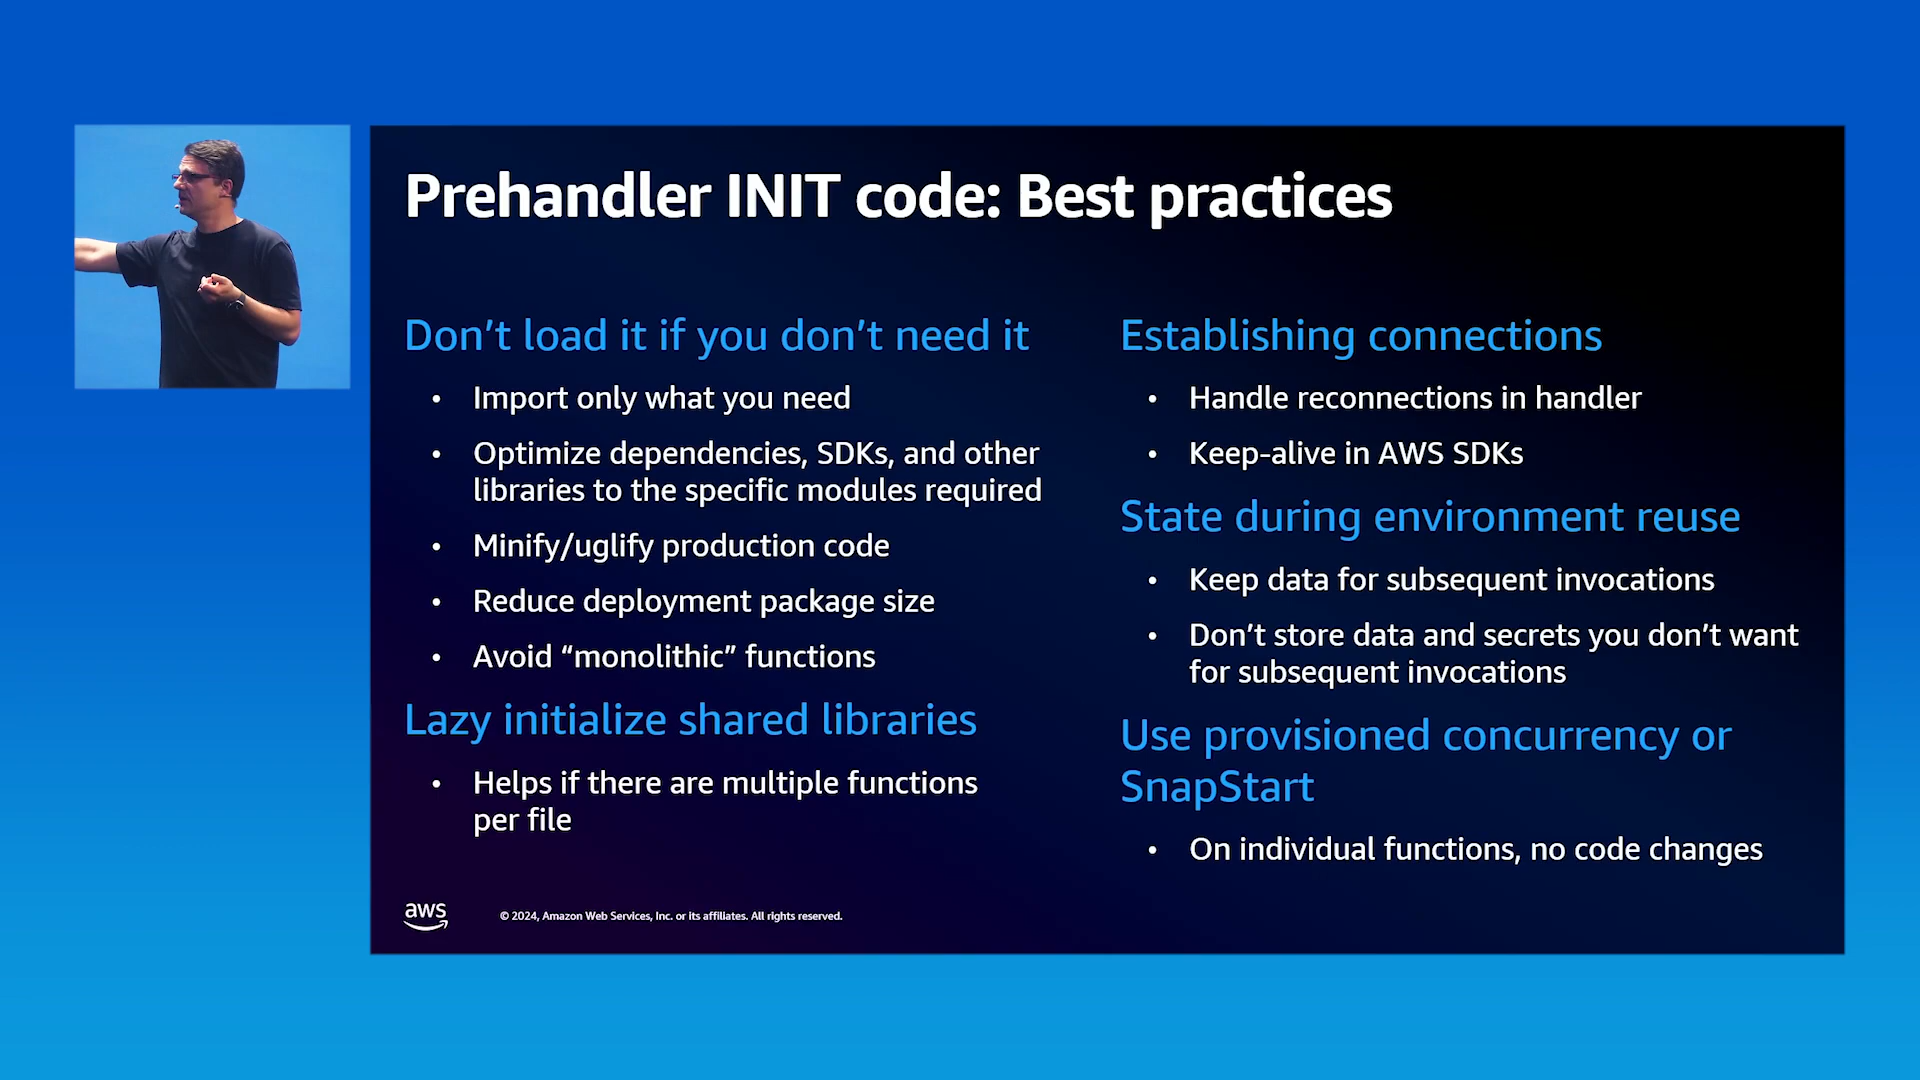 Prehandler INIT code: Best practices
Don’t load it if you don’t need it
• Import only what you need
• Optimize dependencies, SDKs, and other
libraries to the specific modules required
• Minify/uglify production code
• Reduce deployment package size
• Avoid “monolithic” functions
Lazy initialize shared libraries
• Helps if there are multiple functions
per file
Establishing connections
• Handle reconnections in handler
• Keep-alive in AWS SDKs
State during environment reuse
• Keep data for subsequent invocations
• Don’t store data and secrets you don’t want
for subsequent invocations
Use provisioned concurrency or
SnapStart
• On individual functions, no code changes
aws
© 2024, Amazon Web Services, Inc. or its affiliates. All rights reserved.